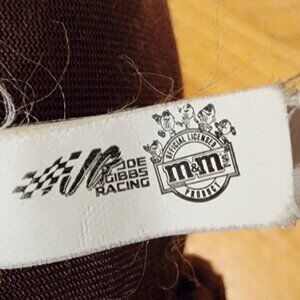 JOE
GIBBS
RACING
OFFICIAL LICENSED
m&m's
PRODUCT